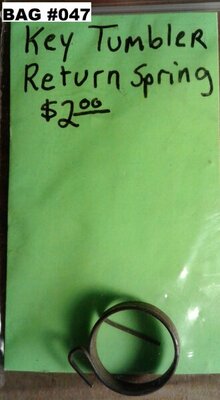 BAG #047
Key Tumbler
Return Spring
$2.00